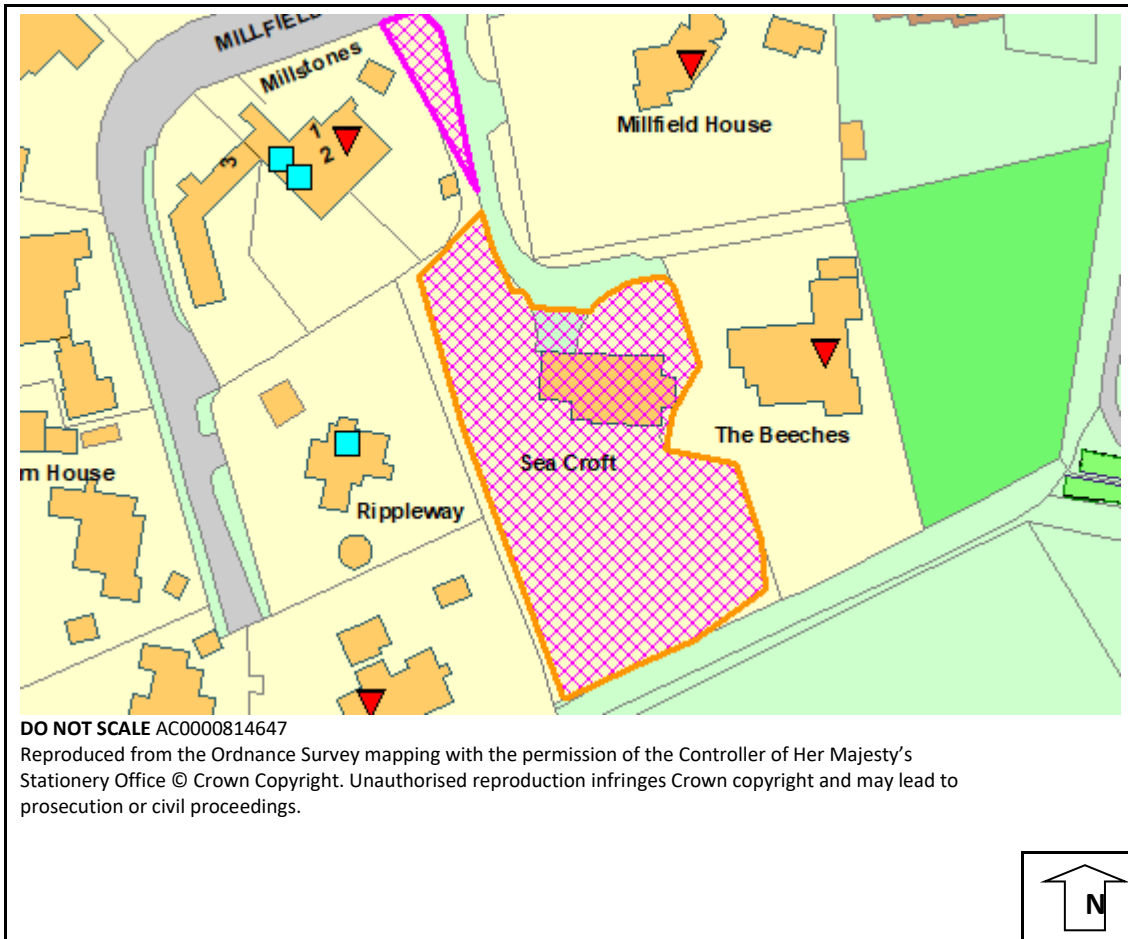 MILLFIELD
Millstones
1
2
3
Millfield House
The Beeches
Sea Croft
rn House
Rippleway
DO NOT SCALE AC0000814647
Reproduced from the Ordnance Survey mapping with the permission of the Controller of Her Majesty's
Stationery Office © Crown Copyright. Unauthorised reproduction infringes Crown copyright and may lead to
prosecution or civil proceedings.
N